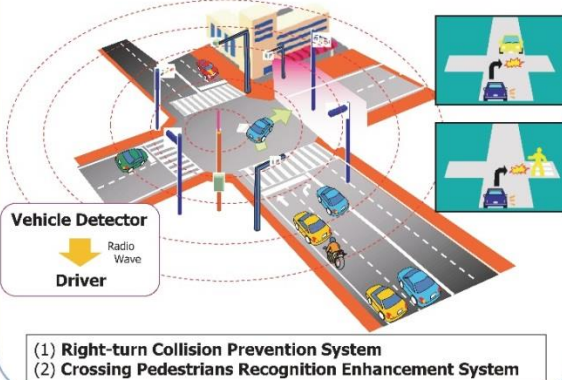 Vehicle Detector
Radio
Wave
Driver
(1) Right-turn Collision Prevention System
(2) Crossing Pedestrians Recognition Enhancement System